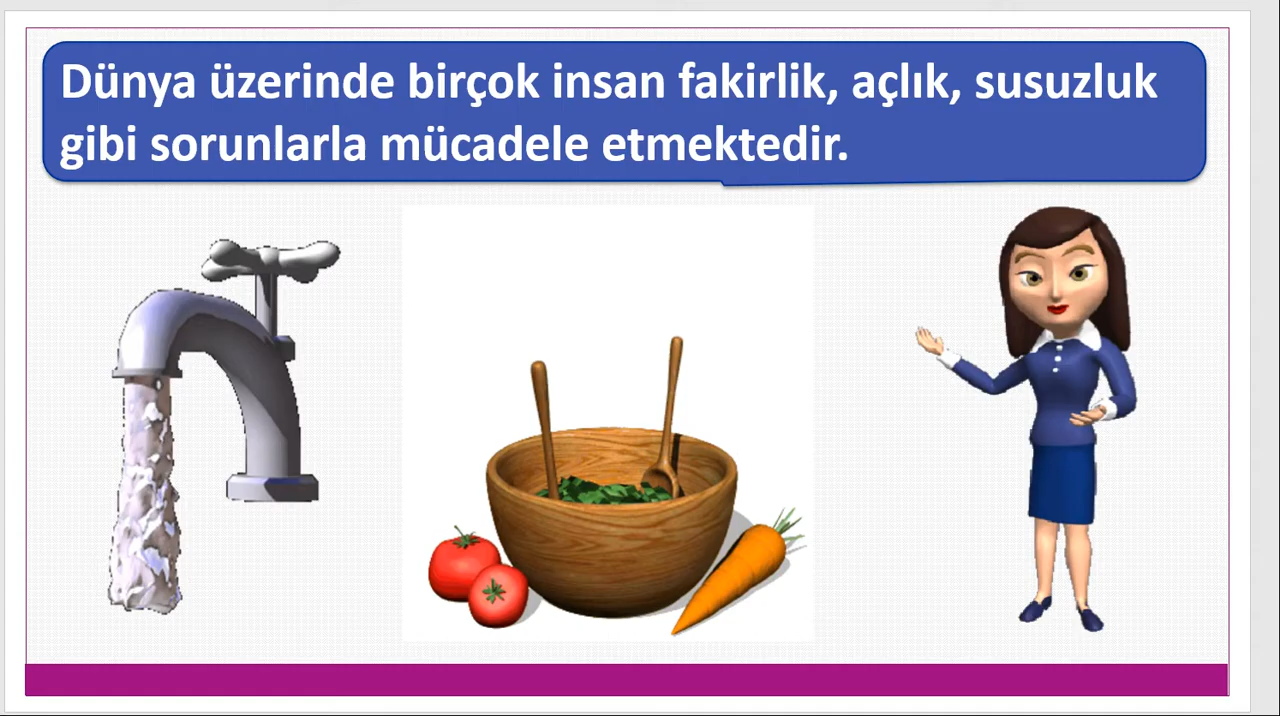 Dünya üzerinde birçok insan fakirlik, açlık, susuzluk
gibi sorunlarla mücadele etmektedir.